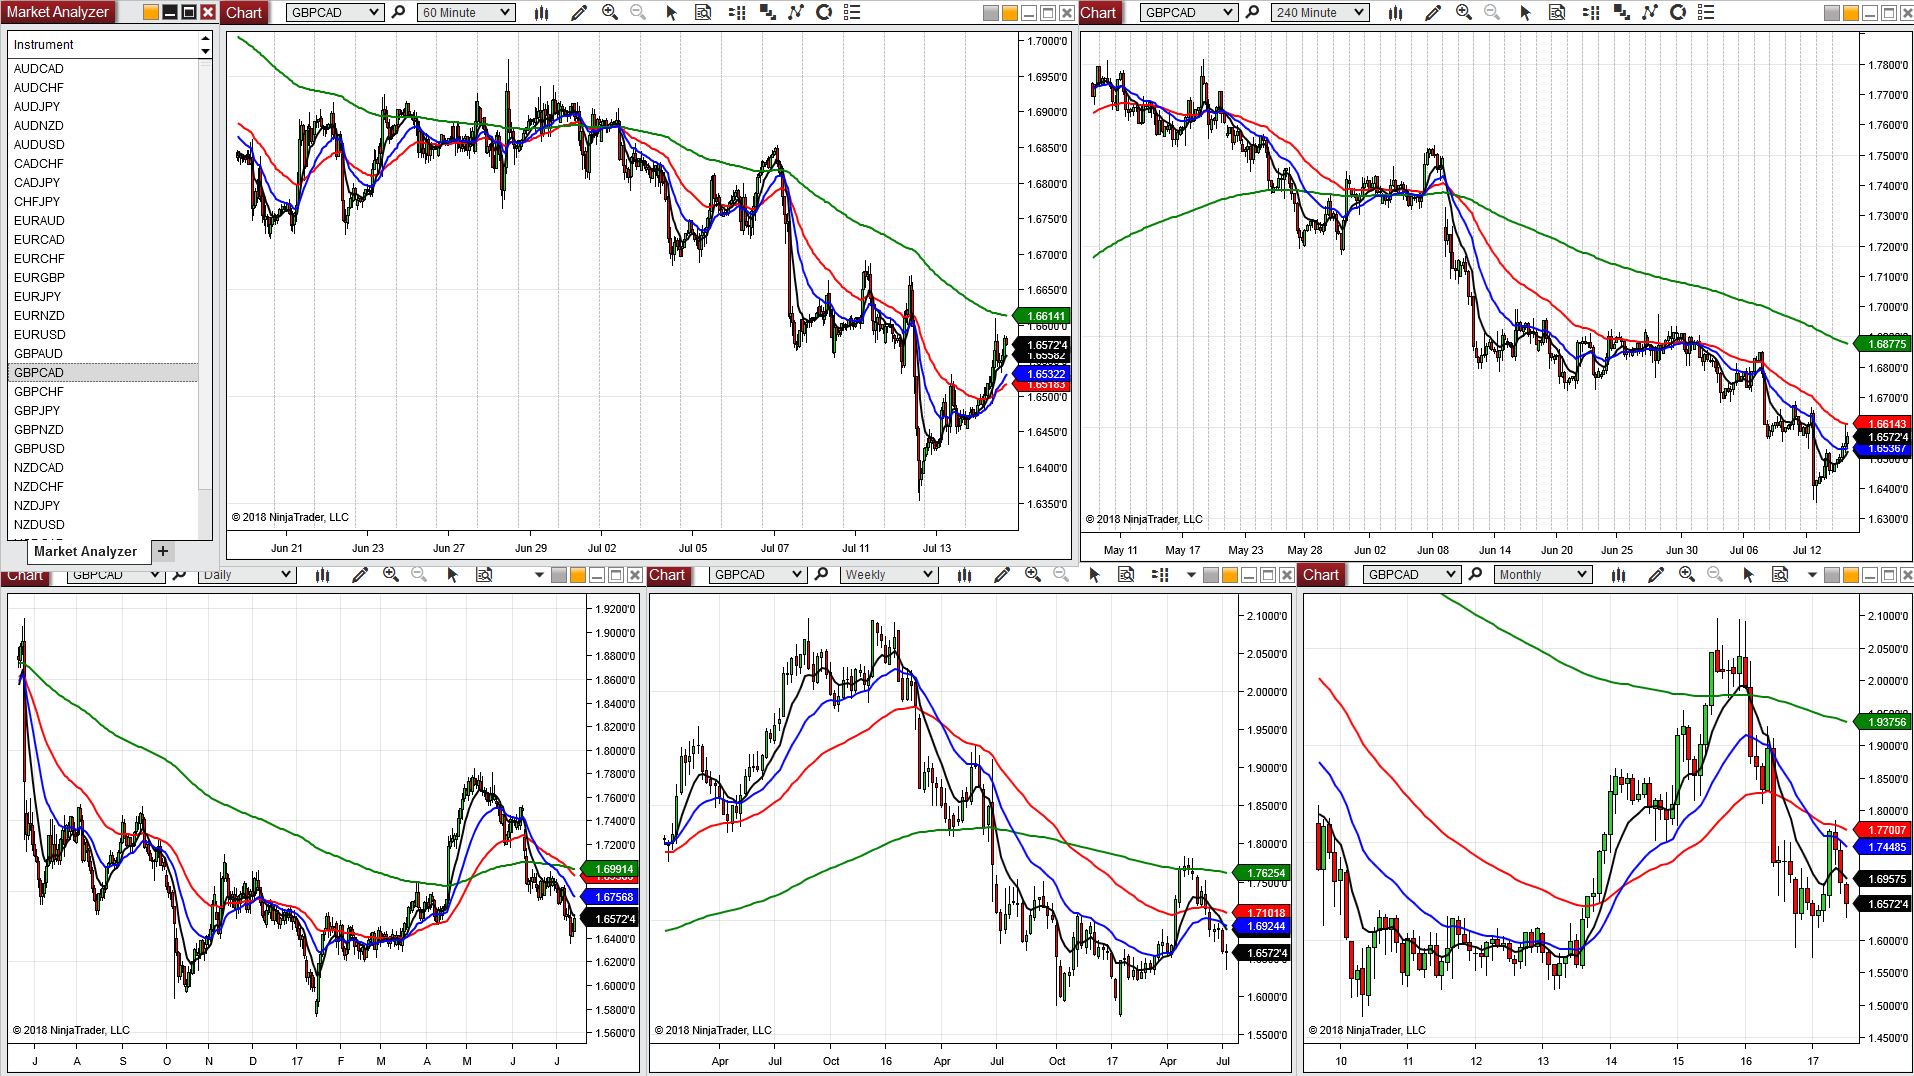 Market Analyzer
Instrument
AUDCAD
AUDCHF
AUDJPY
AUDNZD
AUDUSD
CADCHF
CADJPY
CHFJPY
EURAUD
EURCAD
EURCHF
EURGBP
EURJPY
EURNZD
EURUSD
GBPAUD
GBPCAD
GBPCHF
GBPJPY
GBPNZD
GBPUSD
NZDCAD
NZDCHF
NZDJPY
NZDUSD
Market Analyzer +
Chart GBPCAD 60 Minute
1.7000'0
1.6950'0
1.6900'0
1.6850'0
1.6800'0
1.6750'0
1.6700'0
1.6650'0
1.66141
1.6600'0
1.6572'4
1.65582
1.65322
1.65183
1.6500'0
1.6450'0
1.6400'0
1.6350'0
© 2018 NinjaTrader, LLC
Jun 21 Jun 23 Jun 27 Jun 29 Jul 02 Jul 05 Jul 07 Jul 11 Jul 13
Chart GBPCAD 240 Minute
1.7800'0
1.7700'0
1.7600'0
1.7500'0
1.7400'0
1.7300'0
1.7200'0
1.7100'0
1.7000'0
1.68775
1.6800'0
1.6700'0
1.66143
1.6572'4
1.65367
1.6400'0
1.6300'0
© 2018 NinjaTrader, LLC
May 11 May 17 May 23 May 28 Jun 02 Jun 08 Jun 14 Jun 20 Jun 25 Jun 30 Jul 06 Jul 12
Chart GBPCAD Daily
1.9200'0
1.9000'0
1.8800'0
1.8600'0
1.8400'0
1.8200'0
1.8000'0
1.7800'0
1.7600'0
1.7400'0
1.7200'0
1.69914
1.67568
1.6572'4
1.6400'0
1.6200'0
1.6000'0
1.5800'0
1.5600'0
© 2018 NinjaTrader, LLC
J A S O N D 17 F M A M J J
Chart GBPCAD Weekly
2.1000'0
2.0500'0
2.0000'0
1.9500'0
1.9000'0
1.8500'0
1.8000'0
1.76254
1.7500'0
1.71018
1.69244
1.6572'4
1.6000'0
1.5500'0
© 2018 NinjaTrader, LLC
Apr Jul Oct 16 Apr Jul Oct 17 Apr Jul
Chart GBPCAD Monthly
2.1000'0
2.0500'0
2.0000'0
1.93756
1.9000'0
1.8500'0
1.8000'0
1.77007
1.74485
1.69575
1.6572'4
1.6000'0
1.5500'0
1.5000'0
1.4500'0
© 2018 NinjaTrader, LLC
10 11 12 13 14 15 16 17